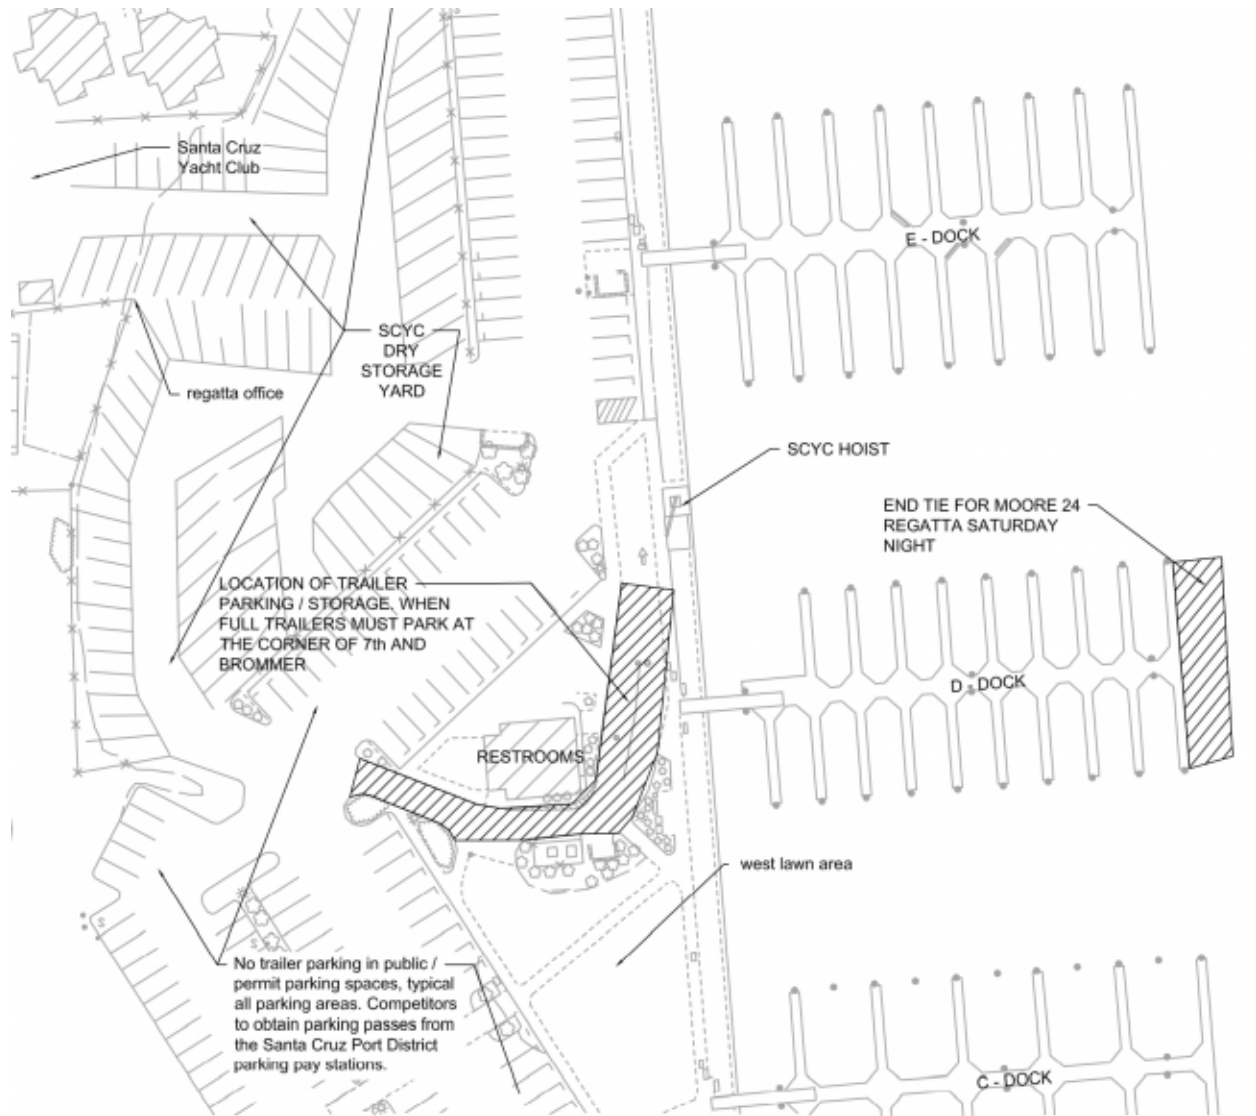 Santa Cruz
Yacht Club
E - DOCK
SCYC
DRY
STORAGE
YARD
regatta office
SCYC HOIST
END TIE FOR MOORE 24
REGATTA SATURDAY
NIGHT
LOCATION OF TRAILER
PARKING / STORAGE, WHEN
FULL TRAILERS MUST PARK AT
THE CORNER OF 7th AND
BROMMER
D - DOCK
RESTROOMS
west lawn area
No trailer parking in public /
permit parking spaces, typical
all parking areas. Competitors
to obtain parking passes from
the Santa Cruz Port District
parking pay stations.
C - DOCK